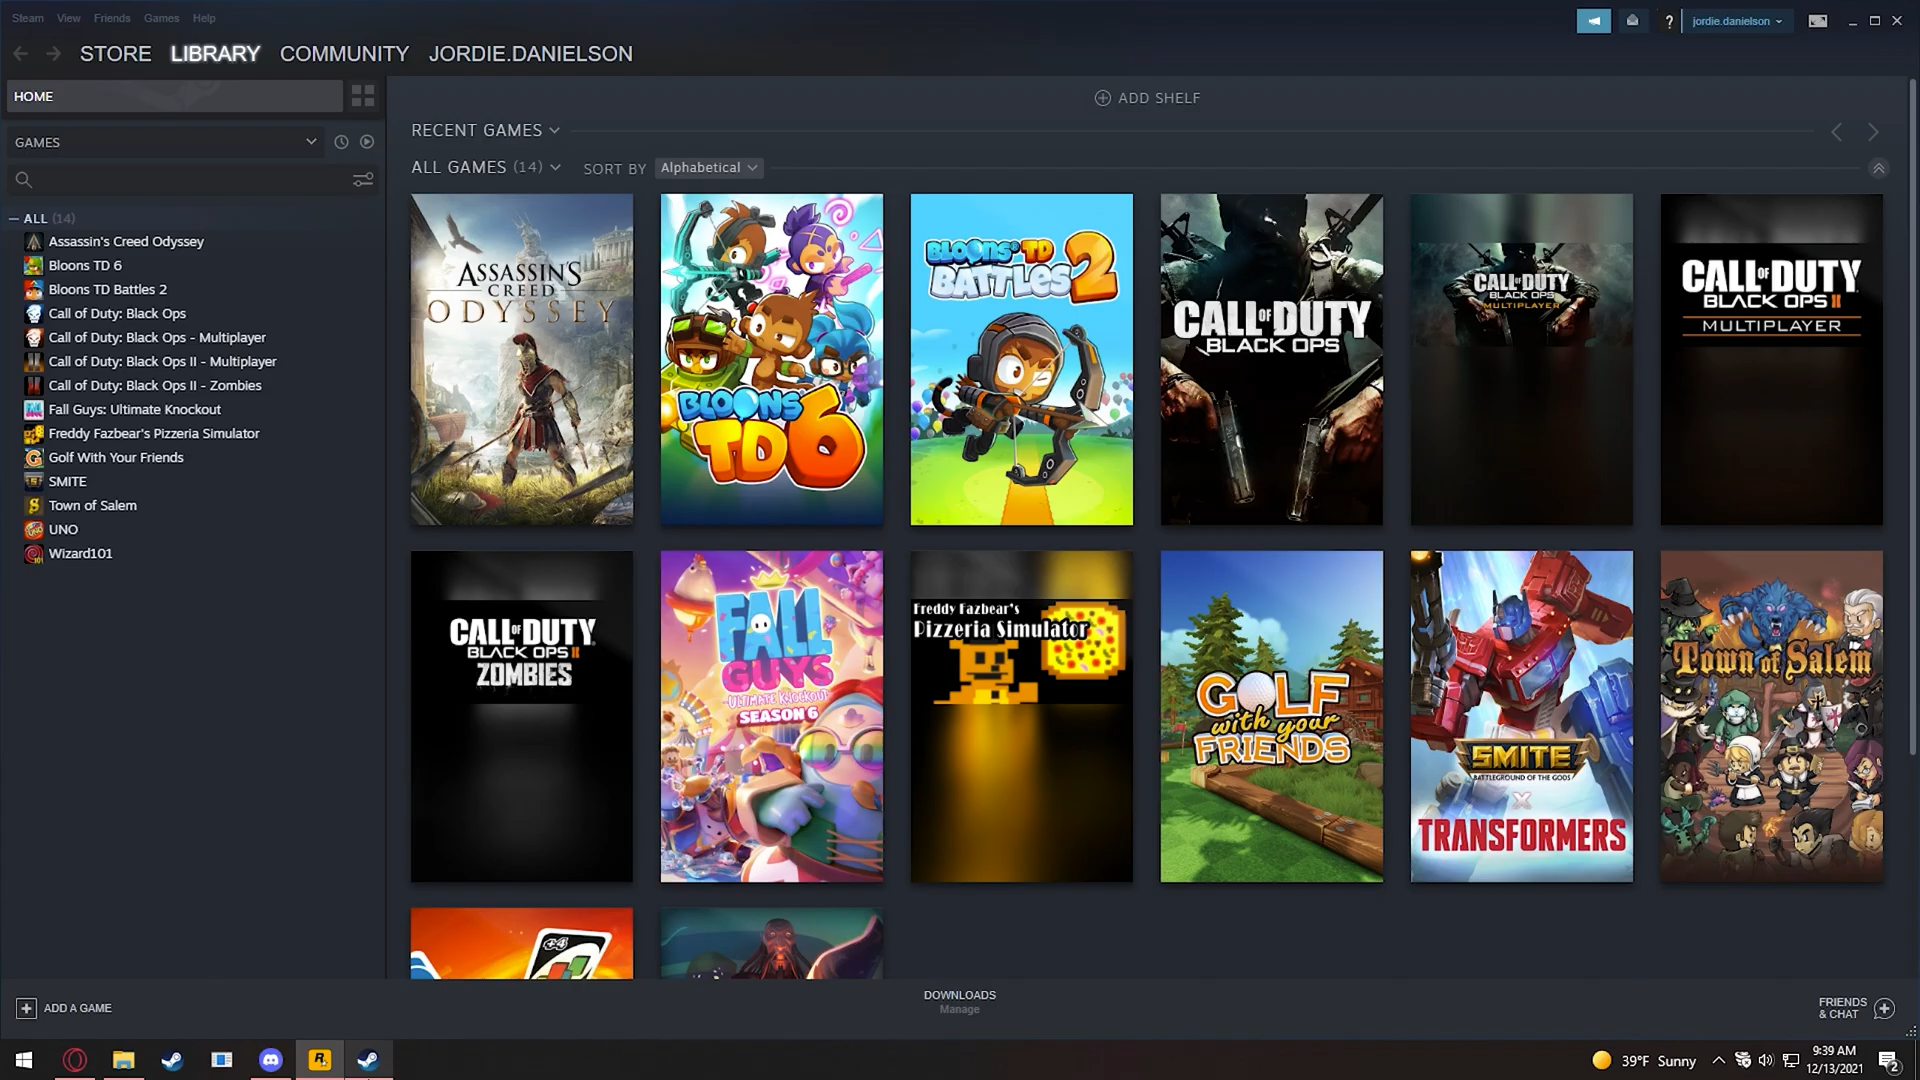 Steam View Friends Games Help
jordie.danielson
STORE LIBRARY COMMUNITY JORDIE.DANIELSON
HOME
ADD SHELF
GAMES
RECENT GAMES
ALL GAMES (14) SORT BY Alphabetical
ALL (14)
Assassin's Creed Odyssey
Bloons TD 6
Bloons TD Battles 2
Call of Duty: Black Ops
Call of Duty: Black Ops - Multiplayer
Call of Duty: Black Ops II - Multiplayer
Call of Duty: Black Ops II - Zombies
Fall Guys: Ultimate Knockout
Freddy Fazbear's Pizzeria Simulator
Golf With Your Friends
SMITE
Town of Salem
UNO
Wizard101
ASSASSIN'S
CREED
ODYSSEY
BLOONS
TD6
BLOONS TD
BATTLES 2
CALL OF DUTY
BLACK OPS
CALL OF DUTY
BLACK OPS
MULTIPLAYER
CALL OF DUTY
BLACK OPS II
MULTIPLAYER
CALL OF DUTY
BLACK OPS II
ZOMBIES
FALL
GUYS
ULTIMATE KNOCKOUT
SEASON 6
Freddy Fazbear's
Pizzeria Simulator
GOLF
with your
FRIENDS
SMITE
BATTLEGROUND OF THE GODS
X
TRANSFORMERS
Town of Salem
+4
ADD A GAME
DOWNLOADS
Manage
FRIENDS
& CHAT
39°F Sunny
9:39 AM
12/13/2021
2